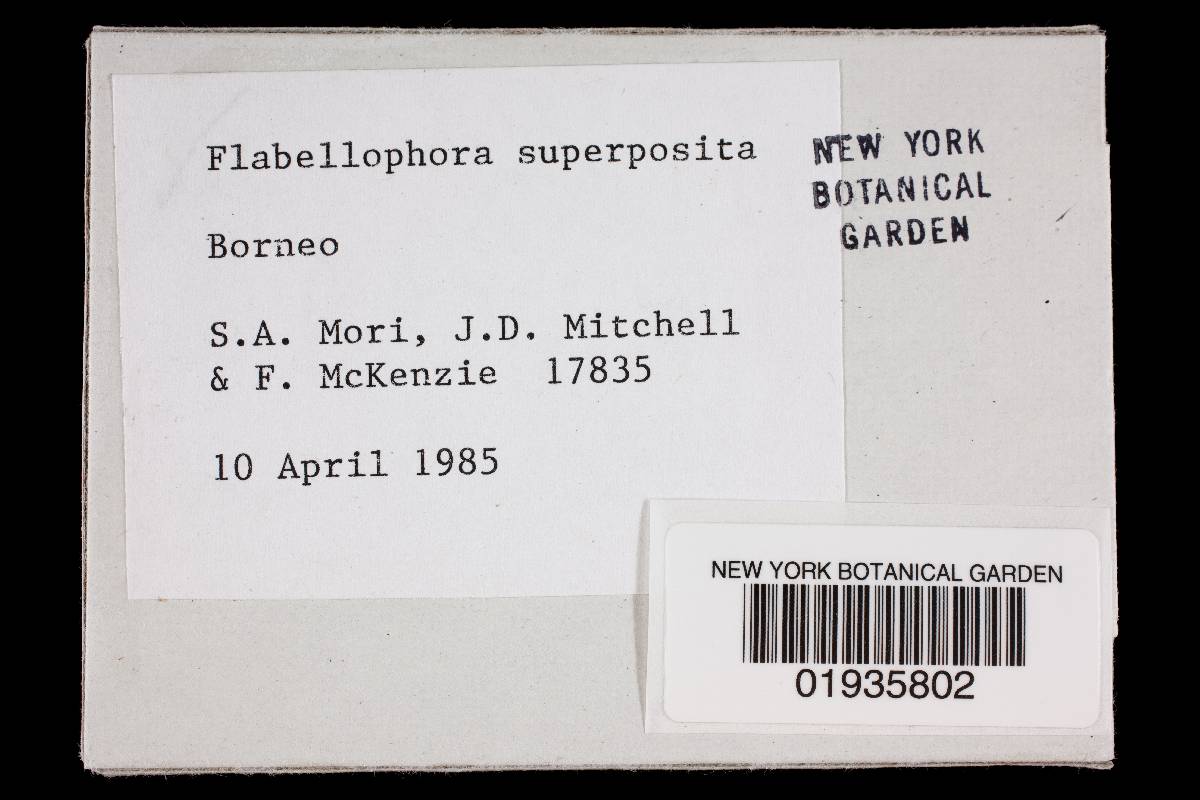 Flabellophora superposita
Borneo
S.A. Mori, J.D. Mitchell
& F. McKenzie 17835
10 April 1985
NEW YORK
BOTANICAL
GARDEN
NEW YORK BOTANICAL GARDEN
01935802